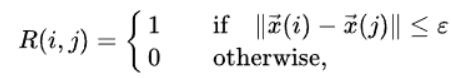 R(i, j) = { 1 if ‖x⃗(i) − x⃗(j)‖ ≤ ε
0 otherwise,